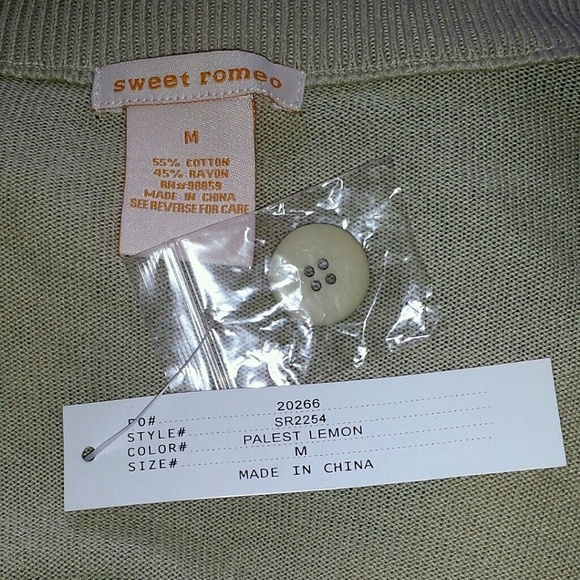 sweet romeo
M
55% COTTON
45% RAYON
RN#98859
MADE IN CHINA
SEE REVERSE FOR CARE
PO# 20266
STYLE# SR2254
COLOR# PALEST LEMON
SIZE# M
MADE IN CHINA